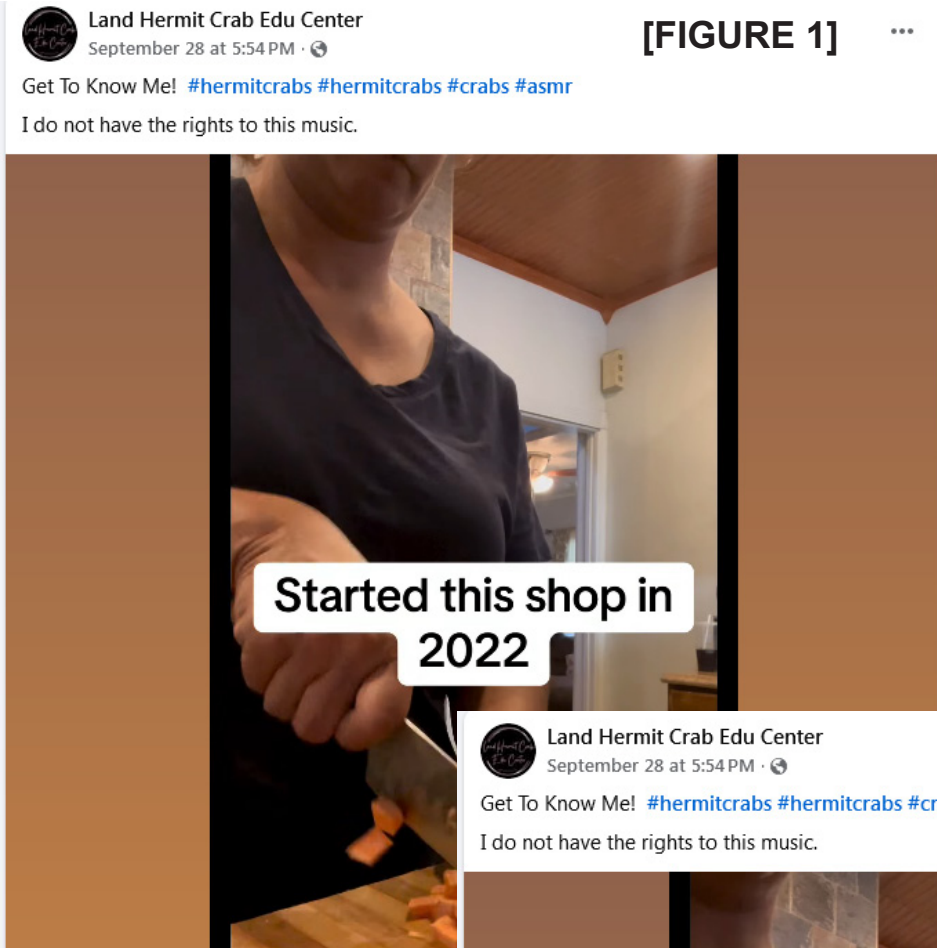 Land Hermit Crab Edu Center
September 28 at 5:54 PM ·
[FIGURE 1]
Get To Know Me! #hermitcrabs #hermitcrabs #crabs #asmr
I do not have the rights to this music.
Started this shop in
2022
Land Hermit Crab Edu Center
September 28 at 5:54 PM ·
Get To Know Me! #hermitcrabs #hermitcrabs #cr
I do not have the rights to this music.